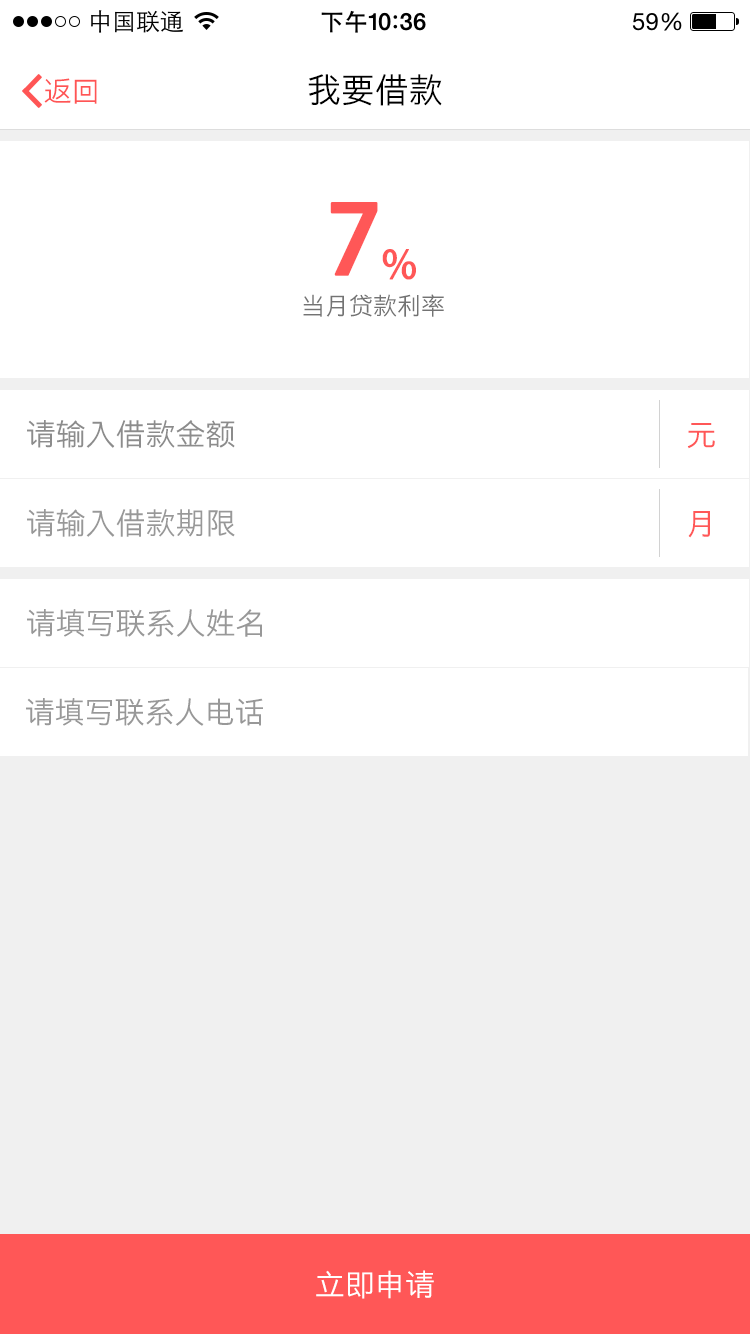 中国联通 下午10:36 59%
返回 我要借款
7%
当月贷款利率
请输入借款金额 元
请输入借款期限 月
请填写联系人姓名
请填写联系人电话
立即申请